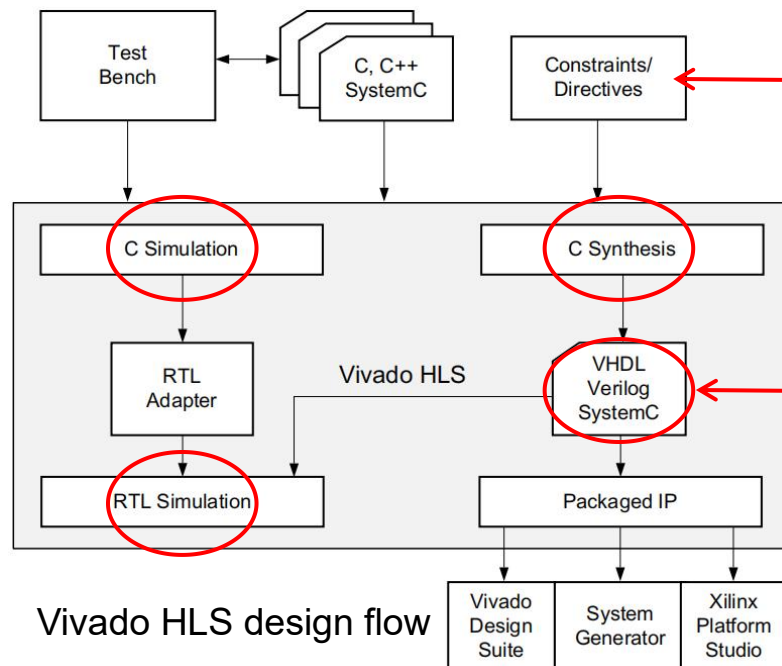 Test
Bench
C, C++
SystemC
Constraints/
Directives
C Simulation
C Synthesis
RTL
Adapter
Vivado HLS
VHDL
Verilog
SystemC
RTL Simulation
Packaged IP
Vivado HLS design flow
Vivado
Design
Suite
System
Generator
Xilinx
Platform
Studio